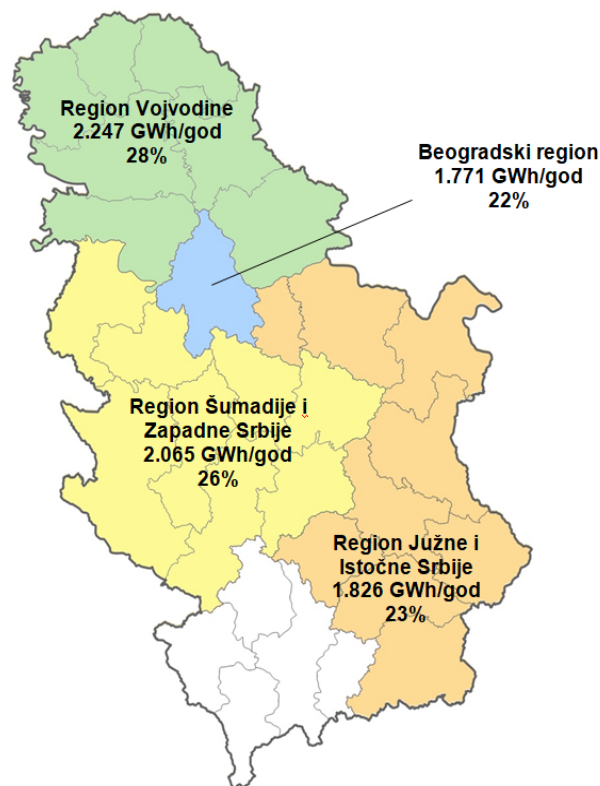 Region Vojvodine
2.247 GWh/god
28%
Beogradski region
1.771 GWh/god
22%
Region Šumadije i
Zapadne Srbije
2.065 GWh/god
26%
Region Južne i
Istočne Srbije
1.826 GWh/god
23%